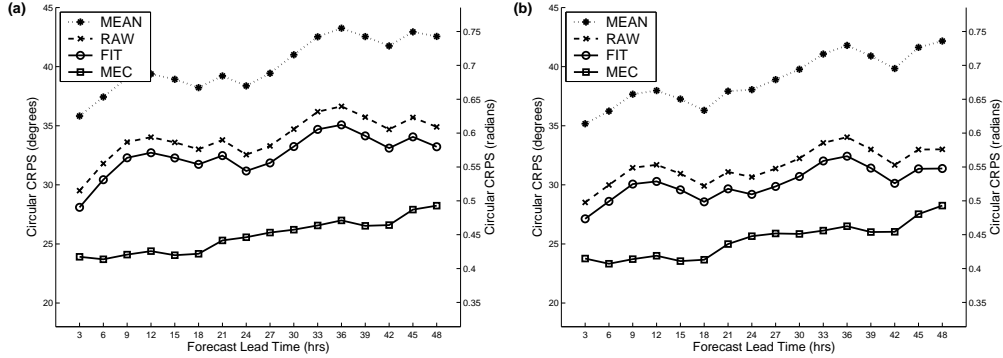 (a)
MEAN
RAW
FIT
MEC
Circular CRPS (degrees)
45
40
35
30
25
20
Circular CRPS (radians)
0.75
0.7
0.65
0.6
0.55
0.5
0.45
0.4
0.35
3 6 9 12 15 18 21 24 27 30 33 36 39 42 45 48
Forecast Lead Time (hrs)
(b)
MEAN
RAW
FIT
MEC
Circular CRPS (degrees)
45
40
35
30
25
20
Circular CRPS (radians)
0.75
0.7
0.65
0.6
0.55
0.5
0.45
0.4
0.35
3 6 9 12 15 18 21 24 27 30 33 36 39 42 45 48
Forecast Lead Time (hrs)